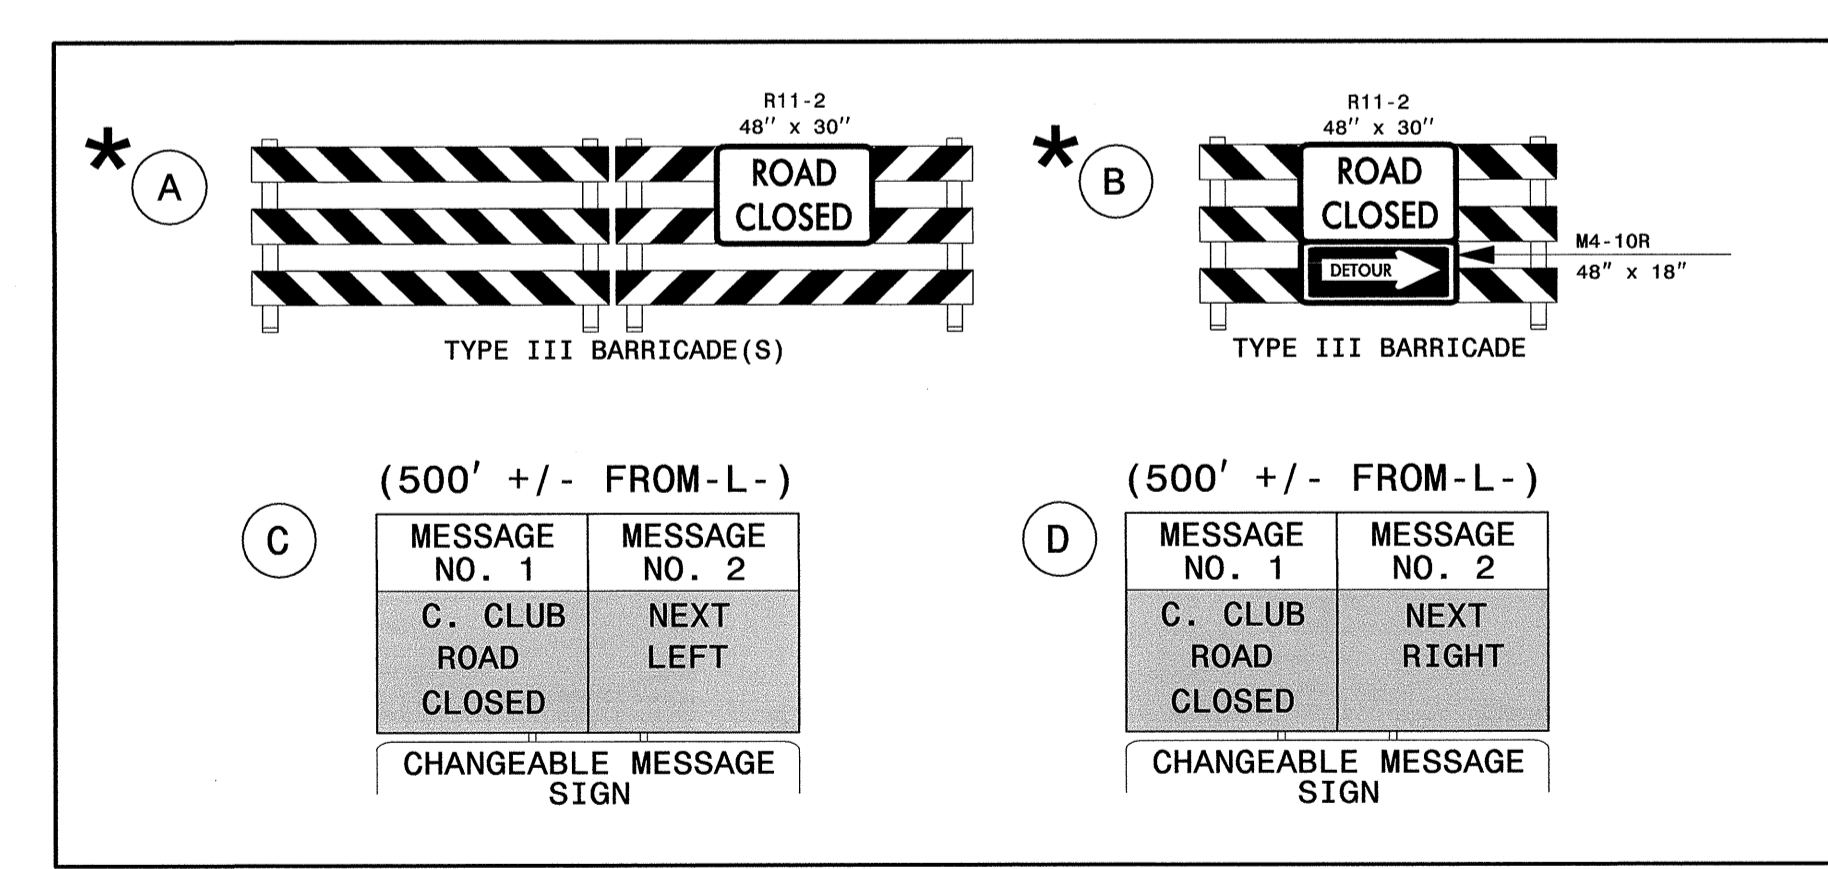 *
A
R11-2
48" x 30"
ROAD
CLOSED
TYPE III BARRICADE(S)
*
B
R11-2
48" x 30"
ROAD
CLOSED
DETOUR
M4-10R
48" x 18"
TYPE III BARRICADE
C
(500' +/- FROM-L-)
MESSAGE
NO. 1
MESSAGE
NO. 2
C. CLUB
ROAD
CLOSED
NEXT
LEFT
CHANGEABLE MESSAGE
SIGN
D
(500' +/- FROM-L-)
MESSAGE
NO. 1
MESSAGE
NO. 2
C. CLUB
ROAD
CLOSED
NEXT
RIGHT
CHANGEABLE MESSAGE
SIGN